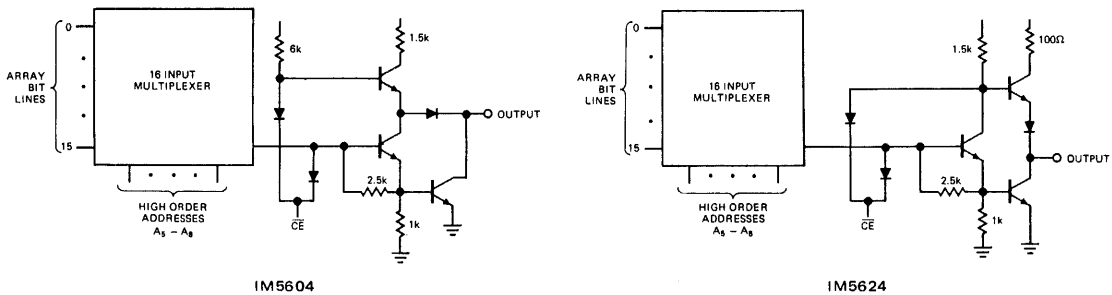 0
ARRAY
BIT
LINES
15
16 INPUT
MULTIPLEXER
HIGH ORDER
ADDRESSES
A5 – A8
6k
1.5k
2.5k
1k
CE
OUTPUT
IM5604
0
ARRAY
BIT
LINES
15
16 INPUT
MULTIPLEXER
HIGH ORDER
ADDRESSES
A5 – A8
1.5k
100Ω
2.5k
1k
CE
OUTPUT
IM5624